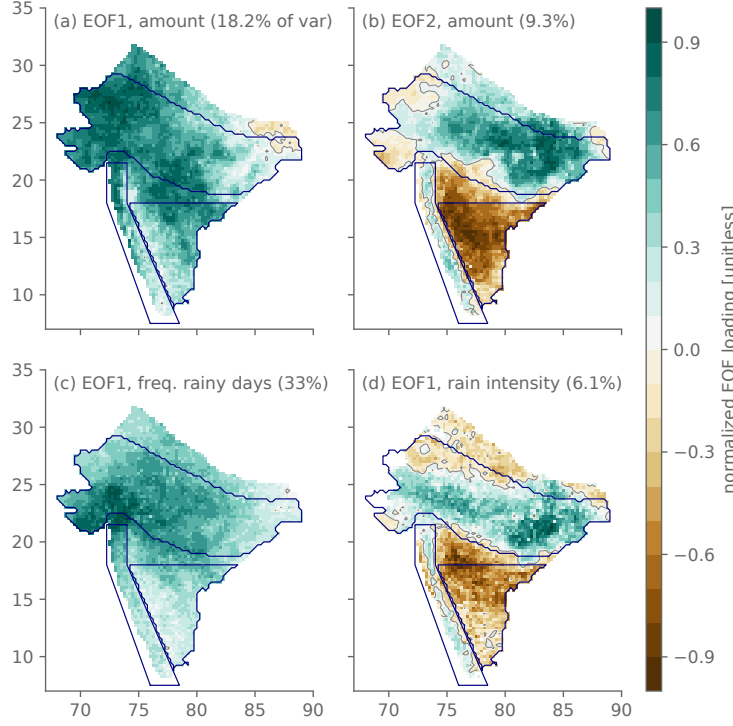 (a) EOF1, amount (18.2% of var)
(b) EOF2, amount (9.3%)
35
30
25
20
15
10
(c) EOF1, freq. rainy days (33%)
(d) EOF1, rain intensity (6.1%)
35
30
25
20
15
10
70 75 80 85 90
70 75 80 85 90
0.9
0.6
0.3
0.0
−0.3
−0.6
−0.9
normalized EOF loading [unitless]